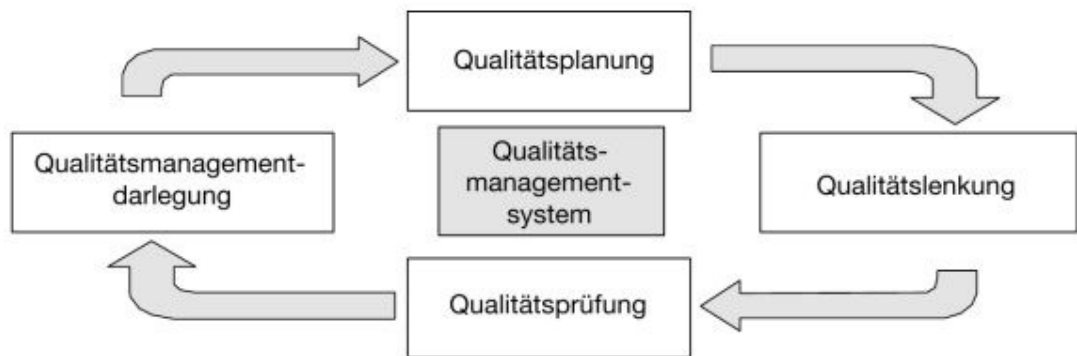 Qualitätsplanung
Qualitätsmanagement-
darlegung
Qualitäts-
management-
system
Qualitätslenkung
Qualitätsprüfung